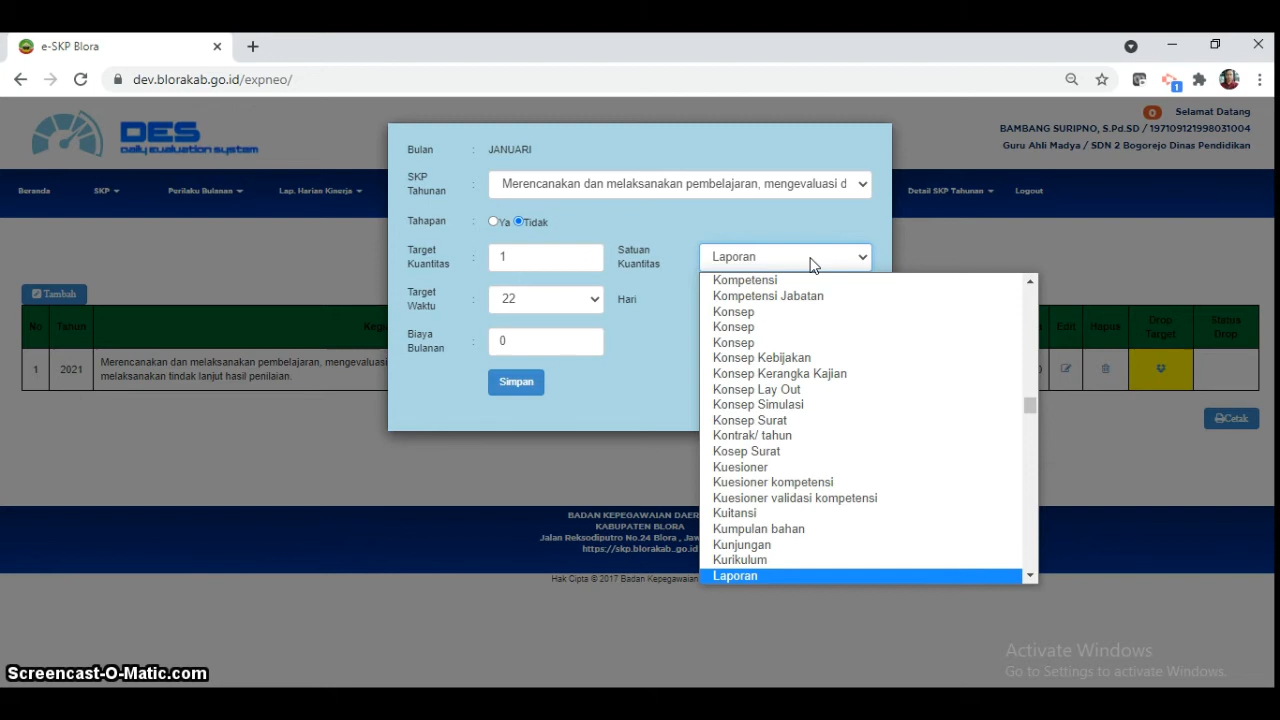 e-SKP Blora
dev.blorakab.go.id/expneo/
1
DES
daily evaluation system
0 Selamat Datang
BAMBANG SURIPNO, S.Pd.SD / 197109121998031004
Guru Ahli Madya / SDN 2 Bogorejo Dinas Pendidikan
Beranda SKP Perilaku Bulanan Lap. Harian Kinerja Detail SKP Tahunan Logout
Bulan : JANUARI
SKP Tahunan : Merencanakan dan melaksanakan pembelajaran, mengevaluasi d
Tahapan : Ya Tidak
Target Kuantitas : 1 Satuan Kuantitas Laporan
Target Waktu : 22 Hari
Biaya Bulanan : 0
Simpan
Kompetensi
Kompetensi Jabatan
Konsep
Konsep
Konsep
Konsep Kebijakan
Konsep Kerangka Kajian
Konsep Lay Out
Konsep Simulasi
Konsep Surat
Kontrak/ tahun
Kosep Surat
Kuesioner
Kuesioner kompetensi
Kuesioner validasi kompetensi
Kuitansi
Kumpulan bahan
Kunjungan
Kurikulum
Laporan
Tambah
No Tahun Edit Hapus Drop Target Status Drop
1 2021 Merencanakan dan melaksanakan pembelajaran, mengevaluasi
melaksanakan tindak lanjut hasil penilaian.
Cetak
BADAN KEPEGAWAIAN
KABUPATEN BLORA
Jalan Reksodiputro No.24 Blora
https://skp.blorakab.go.id
Hak Cipta © 2017 Badan Kepegawaian
Activate Windows
Go to Settings to activate Windows.
Screencast-O-Matic.com